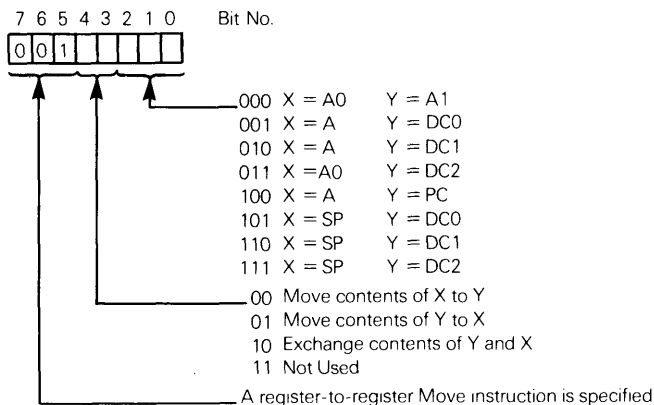 7 6 5 4 3 2 1 0 Bit No.
0 0 1
000 X = A0 Y = A1
001 X = A Y = DC0
010 X = A Y = DC1
011 X =A0 Y = DC2
100 X = A Y = PC
101 X = SP Y = DC0
110 X = SP Y = DC1
111 X = SP Y = DC2
00 Move contents of X to Y
01 Move contents of Y to X
10 Exchange contents of Y and X
11 Not Used
A register-to-register Move instruction is specified